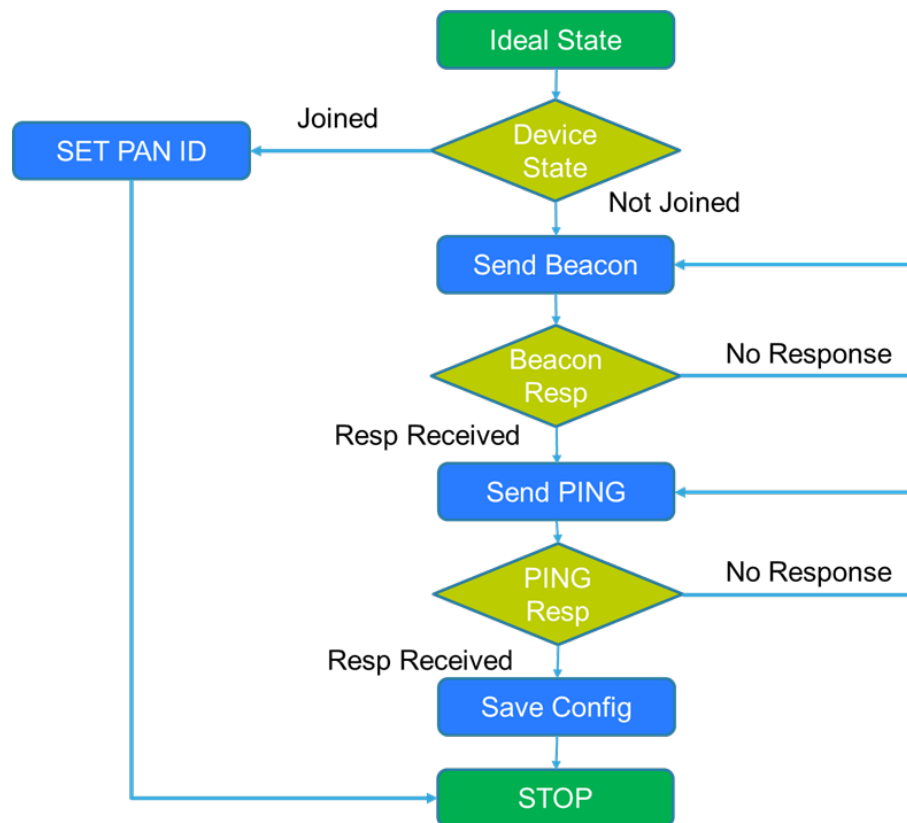 Ideal State
Joined
Device
State
SET PAN ID
Not Joined
Send Beacon
Beacon
Resp
No Response
Resp Received
Send PING
PING
Resp
No Response
Resp Received
Save Config
STOP